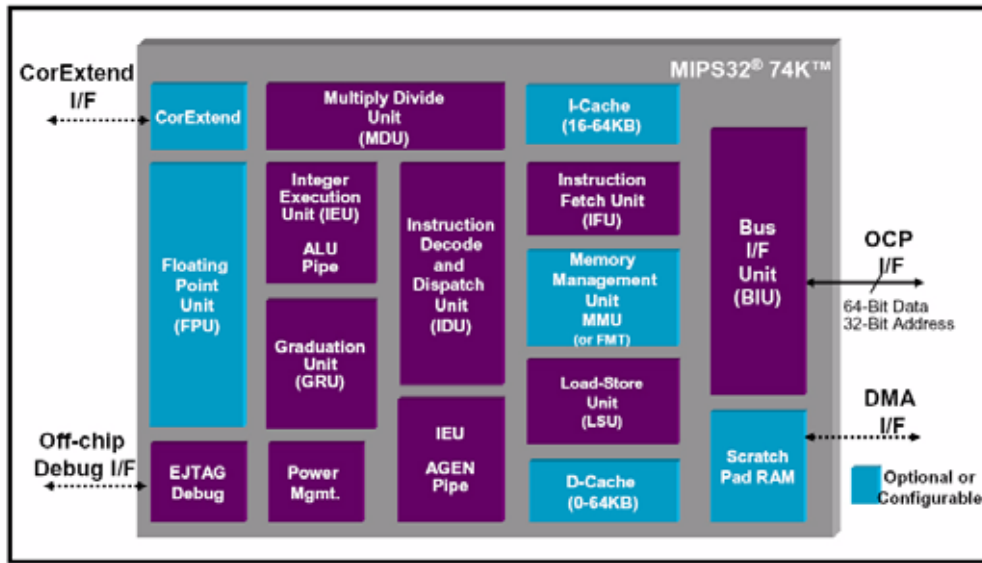 MIPS32® 74K™
CorExtend
I/F
CorExtend
Multiply Divide
Unit
(MDU)
I-Cache
(16-64KB)
Floating
Point
Unit
(FPU)
Integer
Execution
Unit (IEU)
ALU
Pipe
Instruction
Decode and
Dispatch
Unit
(IDU)
Instruction
Fetch Unit
(IFU)
Bus
I/F
Unit
(BIU)
OCP
I/F
64-Bit Data
32-Bit Address
Memory
Management
Unit
MMU
(or FMT)
Graduation
Unit
(GRU)
Load-Store
Unit
(LSU)
IEU
AGEN
Pipe
Off-chip
Debug I/F
EJTAG
Debug
Power
Mgmt.
D-Cache
(0-64KB)
Scratch
Pad RAM
DMA
I/F
Optional or
Configurable